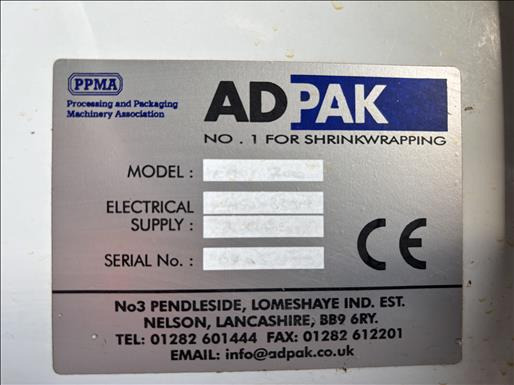 PPMA
Processing and Packaging
Machinery Association
ADPAK
NO. 1 FOR SHRINKWRAPPING
MODEL :
ELECTRICAL
SUPPLY :
SERIAL No. :
CE
No3 PENDLESIDE, LOMESHAYE IND. EST.
NELSON, LANCASHIRE, BB9 6RY.
TEL: 01282 601444 FAX: 01282 612201
EMAIL: info@adpak.co.uk